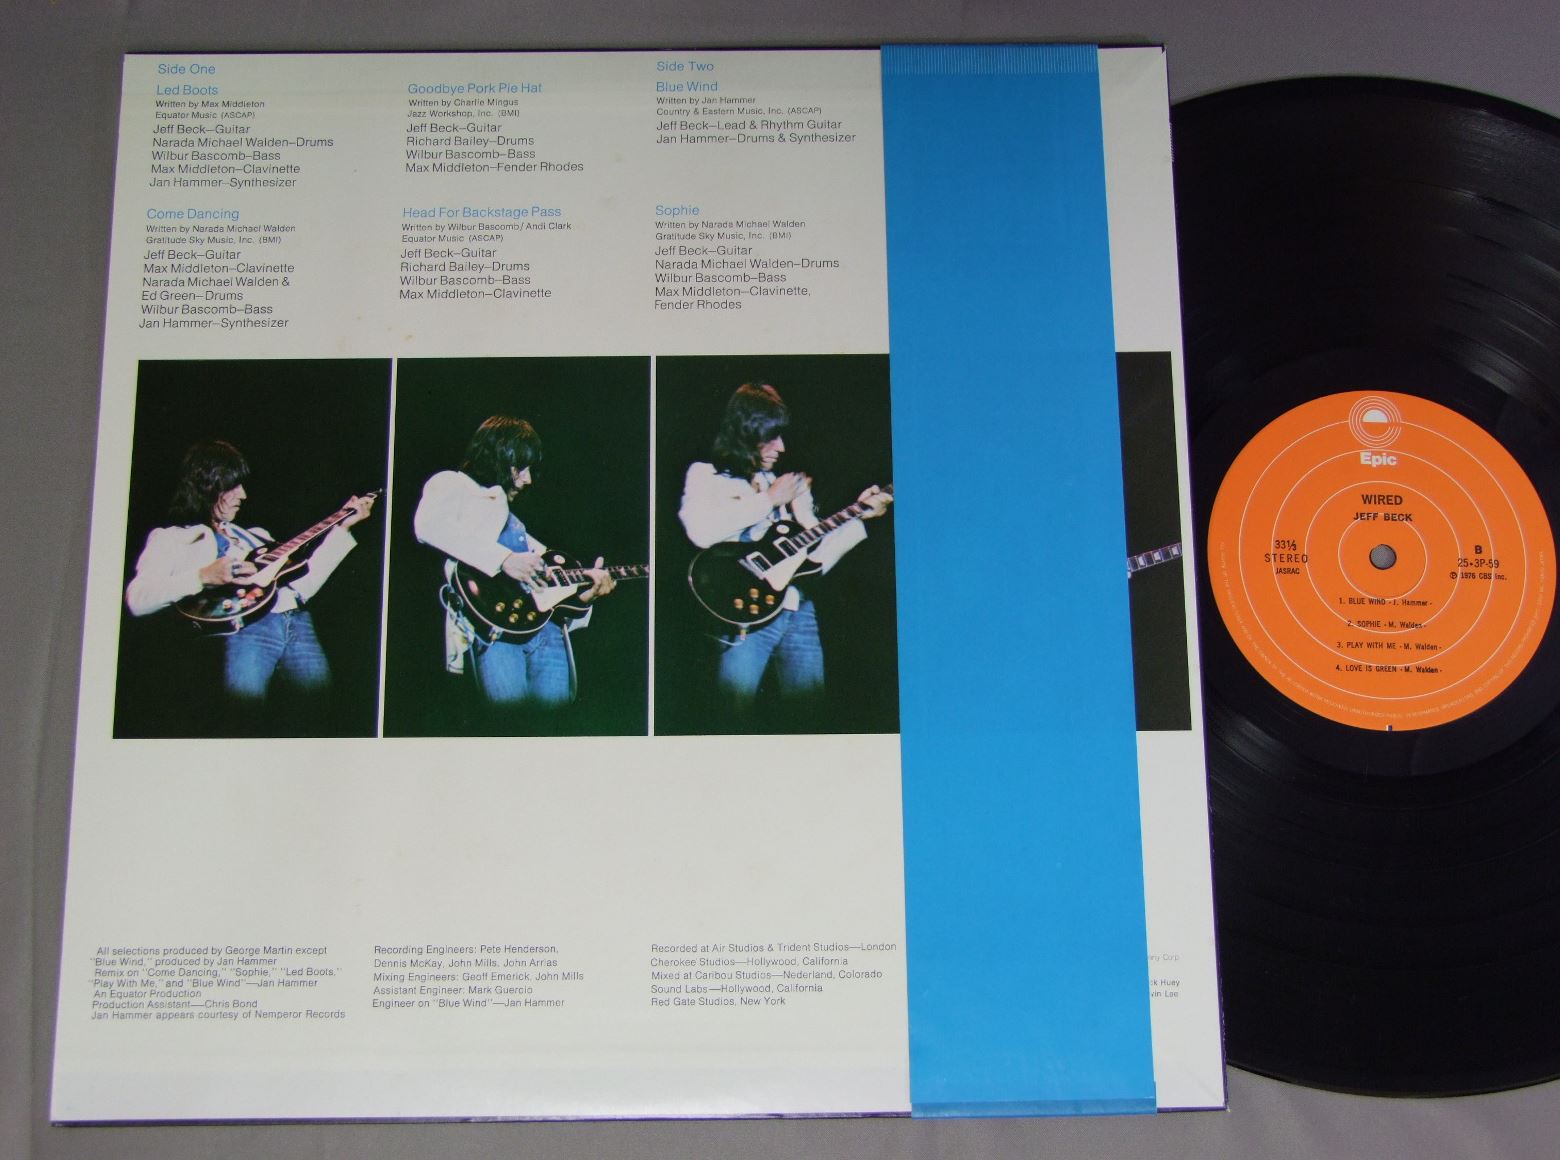 Side One
Led Boots
Written by Max Middleton
Equator Music (ASCAP)
Jeff Beck—Guitar
Narada Michael Walden—Drums
Wilbur Bascomb—Bass
Max Middleton—Clavinette
Jan Hammer—Synthesizer
Come Dancing
Written by Narada Michael Walden
Gratitude Sky Music, Inc. (BMI)
Jeff Beck—Guitar
Max Middleton—Clavinette
Narada Michael Walden &
Ed Green—Drums
Wilbur Bascomb—Bass
Jan Hammer—Synthesizer
Goodbye Pork Pie Hat
Written by Charlie Mingus
Jazz Workshop, Inc. (BMI)
Jeff Beck—Guitar
Richard Bailey—Drums
Wilbur Bascomb—Bass
Max Middleton—Fender Rhodes
Head For Backstage Pass
Written by Wilbur Bascomb/Andi Clark
Equator Music (ASCAP)
Jeff Beck—Guitar
Richard Bailey—Drums
Wilbur Bascomb—Bass
Max Middleton—Clavinette
Side Two
Blue Wind
Written by Jan Hammer
Country & Eastern Music, Inc. (ASCAP)
Jeff Beck—Lead & Rhythm Guitar
Jan Hammer—Drums & Synthesizer
Sophie
Written by Narada Michael Walden
Gratitude Sky Music, Inc. (BMI)
Jeff Beck—Guitar
Narada Michael Walden—Drums
Wilbur Bascomb—Bass
Max Middleton—Clavinette,
Fender Rhodes
All selections produced by George Martin except
"Blue Wind," produced by Jan Hammer
Remix on "Come Dancing," "Sophie," "Led Boots,"
"Play With Me," and "Blue Wind"—Jan Hammer
An Equator Production
Production Assistant—Chris Bond
Jan Hammer appears courtesy of Nemperor Records
Recording Engineers: Pete Henderson,
Dennis McKay, John Mills, John Arrias
Mixing Engineers: Geoff Emerick, John Mills
Assistant Engineer: Mark Guercio
Engineer on "Blue Wind"—Jan Hammer
Recorded at Air Studios & Trident Studios—London
Cherokee Studios—Hollywood, California
Mixed at Caribou Studios—Nederland, Colorado
Sound Labs—Hollywood, California
Red Gate Studios, New York
Corp
Huey
Lee
e
Epic
WIRED
JEFF BECK
33⅓
STEREO
JASRAC
B
25・3P-59
℗ 1976 CBS Inc.
1. BLUE WIND - J. Hammer -
2. SOPHIE - M. Walden -
3. PLAY WITH ME - M. Walden -
4. LOVE IS GREEN - M. Walden -